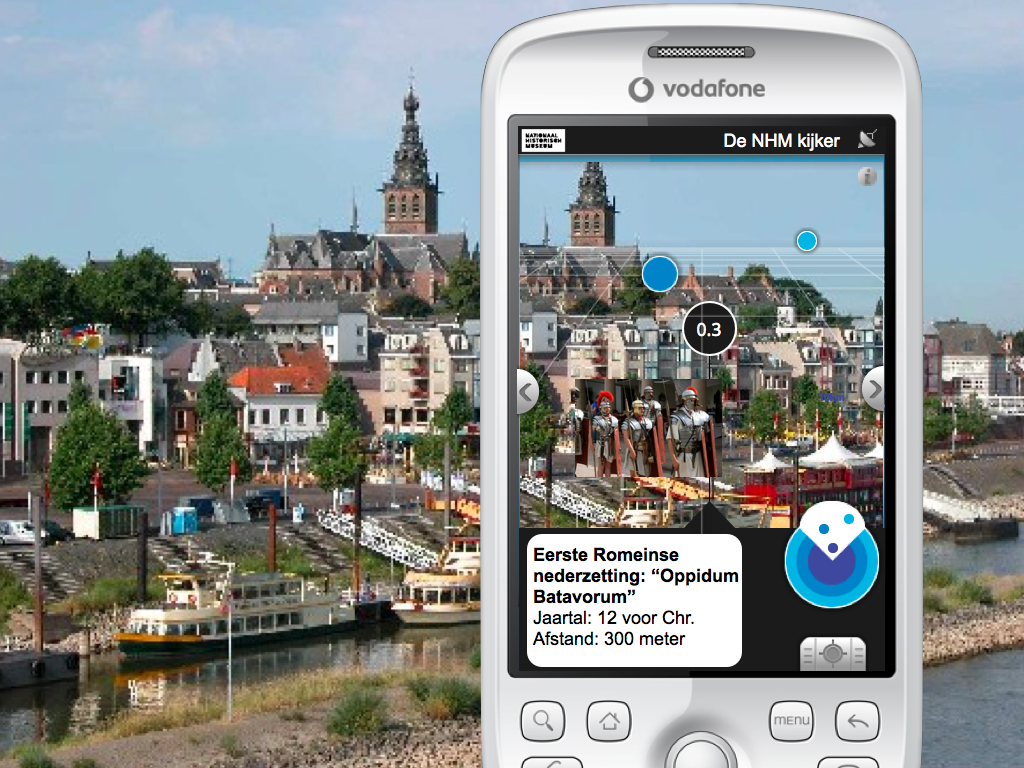 vodafone
NATIONAAL
HISTORISCH
MUSEUM
De NHM kijker
i
0.3
Eerste Romeinse
nederzetting: “Oppidum
Batavorum”
Jaartal: 12 voor Chr.
Afstand: 300 meter
MENU